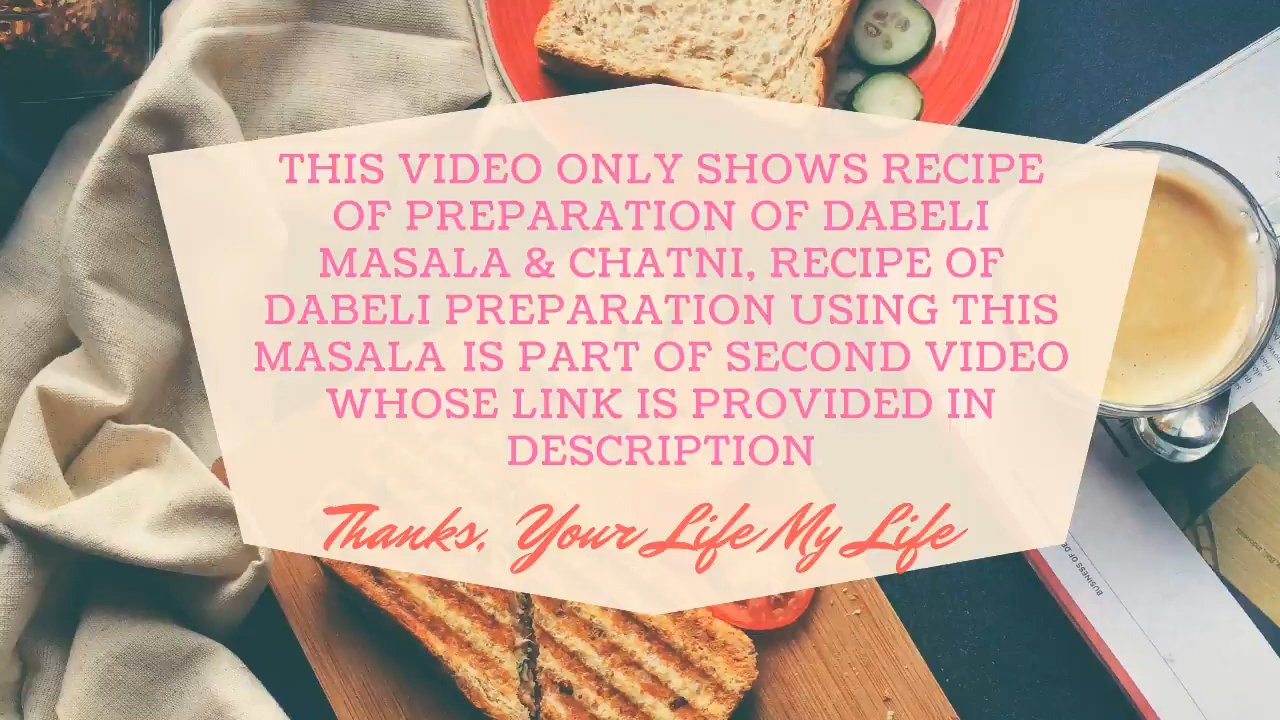 THIS VIDEO ONLY SHOWS RECIPE
OF PREPARATION OF DABELI
MASALA & CHATNI, RECIPE OF
DABELI PREPARATION USING THIS
MASALA IS PART OF SECOND VIDEO
WHOSE LINK IS PROVIDED IN
DESCRIPTION
Thanks. Your Life My Life